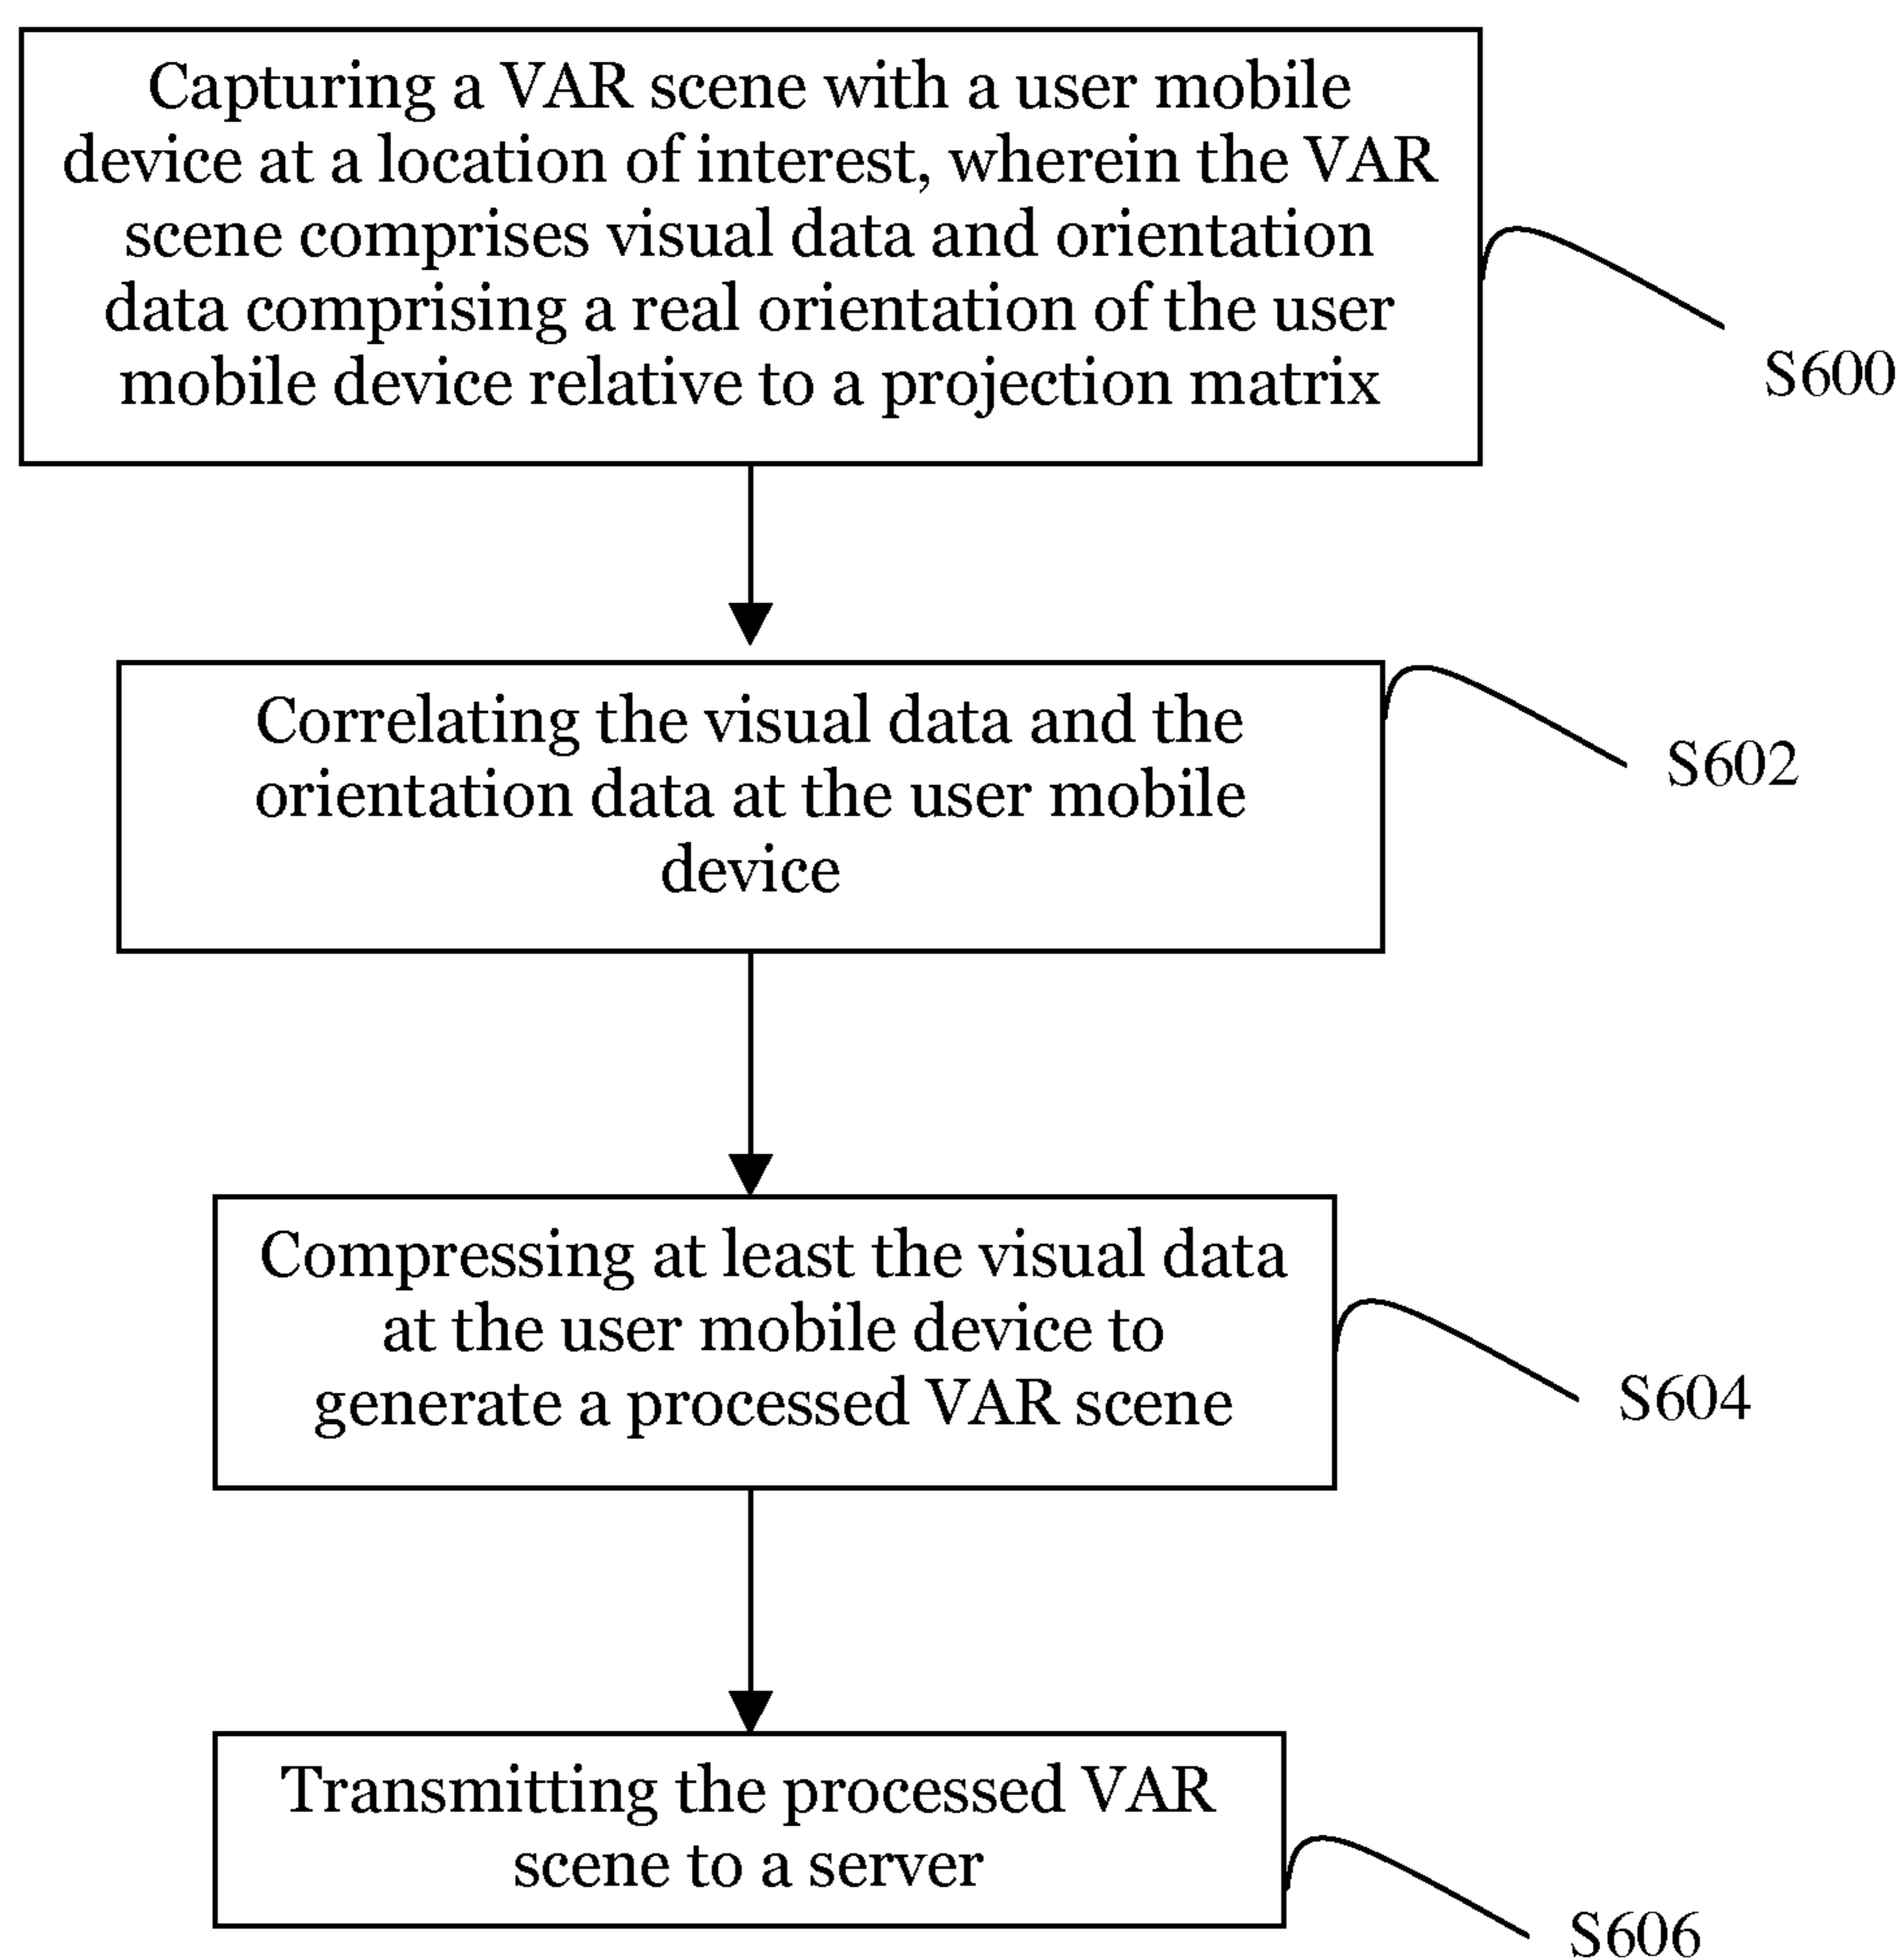 Capturing a VAR scene with a user mobile
device at a location of interest, wherein the VAR
scene comprises visual data and orientation
data comprising a real orientation of the user
mobile device relative to a projection matrix
S600
Correlating the visual data and the
orientation data at the user mobile
device
S602
Compressing at least the visual data
at the user mobile device to
generate a processed VAR scene
S604
Transmitting the processed VAR
scene to a server
S606